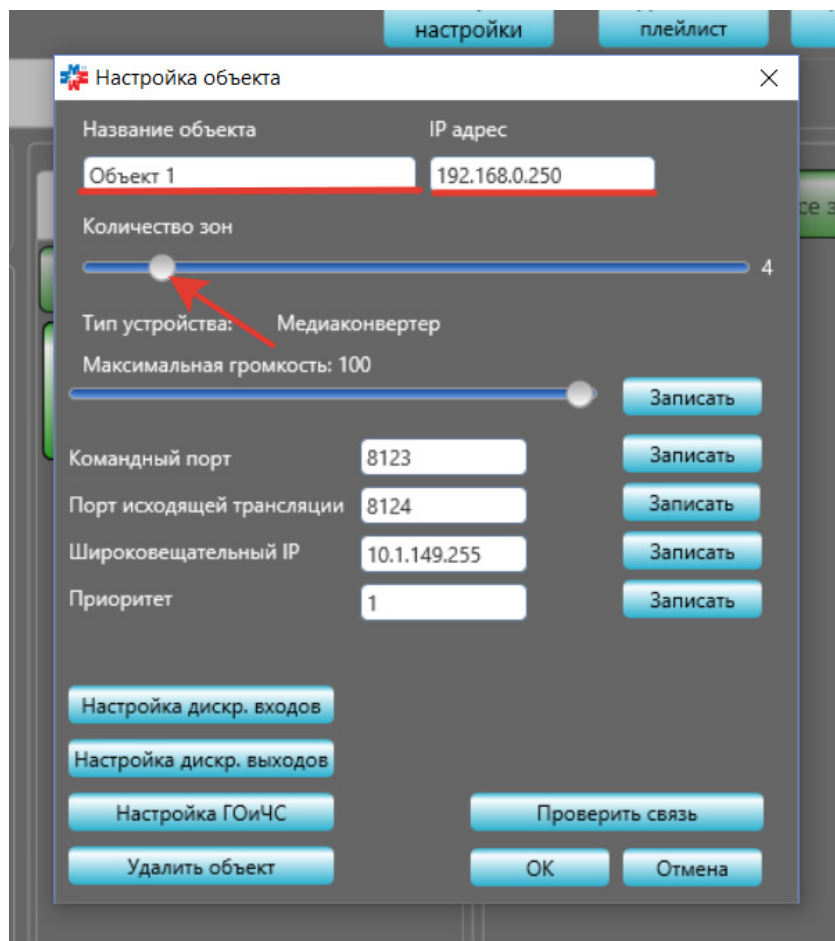 настройки
плейлист
Настройка объекта
Название объекта IP адрес
Объект 1 192.168.0.250
Количество зон
4
Тип устройства: Медиаконвертер
Максимальная громкость: 100
Записать
Командный порт 8123 Записать
Порт исходящей трансляции 8124 Записать
Широковещательный IP 10.1.149.255 Записать
Приоритет 1 Записать
Настройка дискр. входов
Настройка дискр. выходов
Настройка ГОиЧС Проверить связь
Удалить объект ОК Отмена